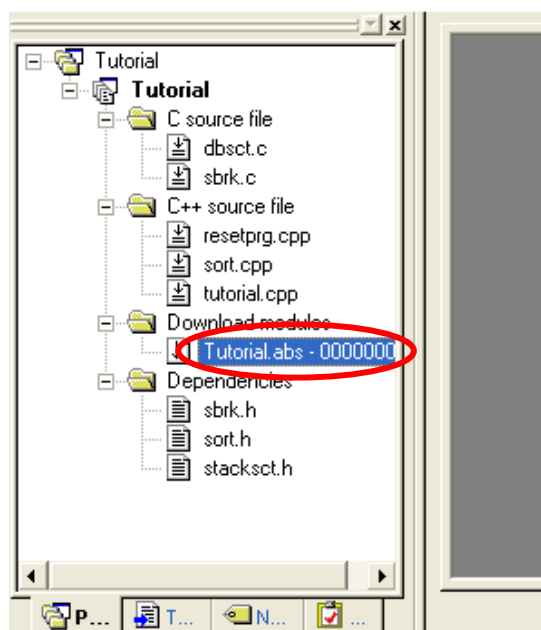 Tutorial
Tutorial
C source file
dbsct.c
sbrk.c
C++ source file
resetprg.cpp
sort.cpp
tutorial.cpp
Download modules
Tutorial.abs - 0000000
Dependencies
sbrk.h
sort.h
stacksct.h
P... T... N... ...